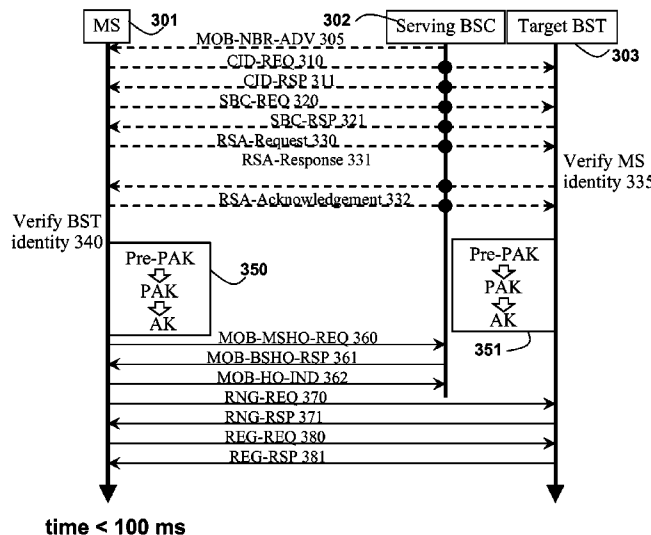 MS 301 302 Serving BSC Target BST
303
MOB-NBR-ADV 305
CID-REQ 310
CID-RSP 311
SBC-REQ 320
SBC-RSP 321
RSA-Request 330
RSA-Response 331
Verify MS
identity 335
RSA-Acknowledgement 332
Verify BST
identity 340
Pre-PAK
PAK
AK
350
Pre-PAK
PAK
AK
351
MOB-MSHO-REQ 360
MOB-BSHO-RSP 361
MOB-HO-IND 362
RNG-REQ 370
RNG-RSP 371
REG-REQ 380
REG-RSP 381
time < 100 ms